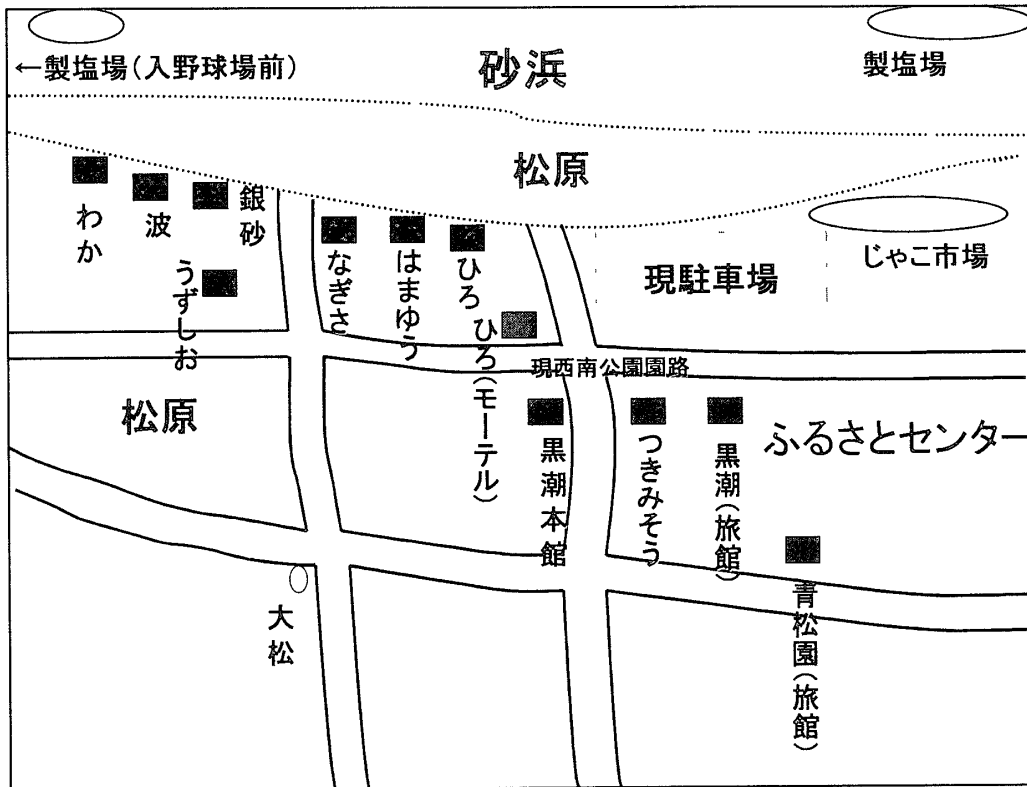 ←製塩場(入野球場前)
砂浜
製塩場
松原
わか
波
銀砂
うずしお
なぎさ
はまゆう
ひろ
ひろ(モーテル)
現駐車場
じゃこ市場
現西南公園園路
松原
黒潮本館
つきみそう
黒潮(旅館)
ふるさとセンター
青松園(旅館)
大松